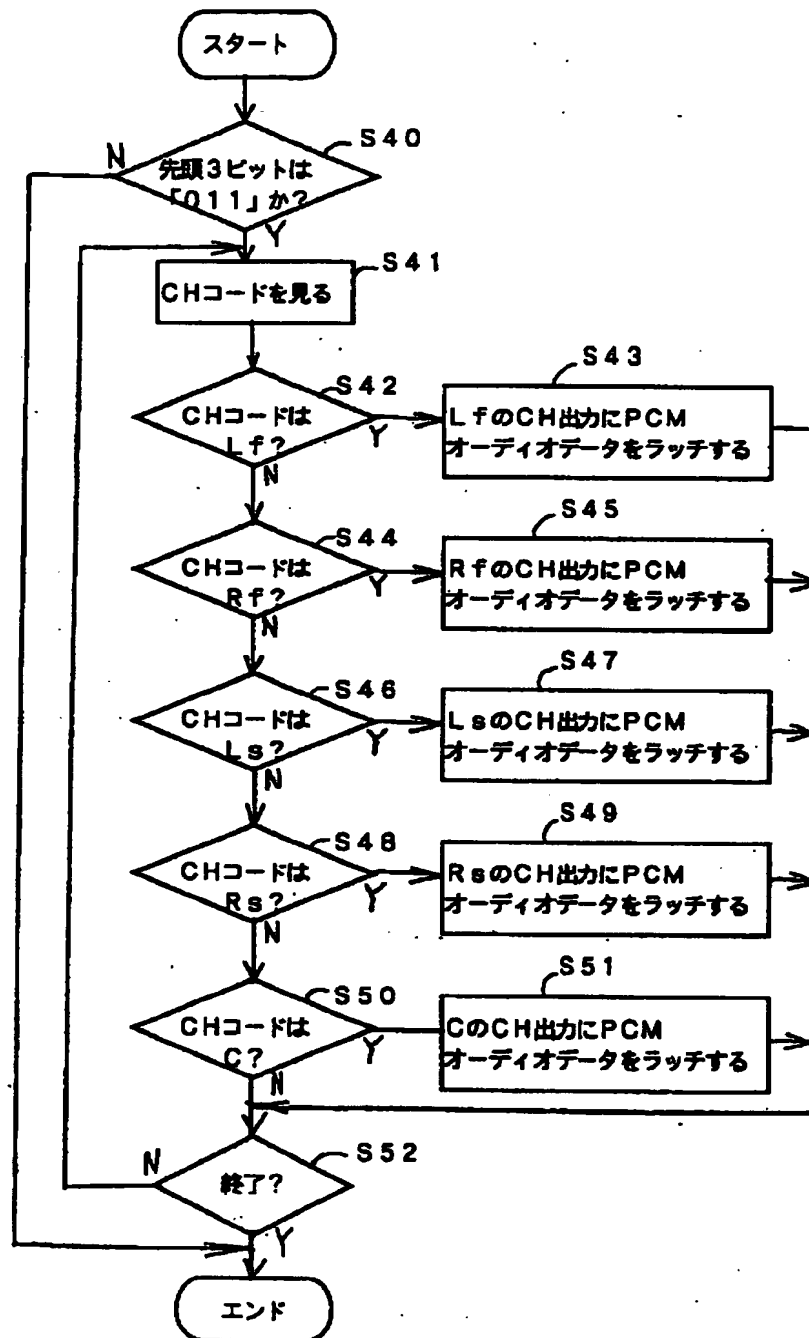 スタート
S40
N
先頭3ビットは
「011」か?
Y
S41
CHコードを見る
S42
CHコードは
Lf?
Y
N
S43
LfのCH出力にPCM
オーディオデータをラッチする
S44
CHコードは
Rf?
Y
N
S45
RfのCH出力にPCM
オーディオデータをラッチする
S46
CHコードは
Ls?
Y
N
S47
LsのCH出力にPCM
オーディオデータをラッチする
S48
CHコードは
Rs?
Y
N
S49
RsのCH出力にPCM
オーディオデータをラッチする
S50
CHコードは
C?
Y
N
S51
CのCH出力にPCM
オーディオデータをラッチする
S52
N
終了?
Y
エンド